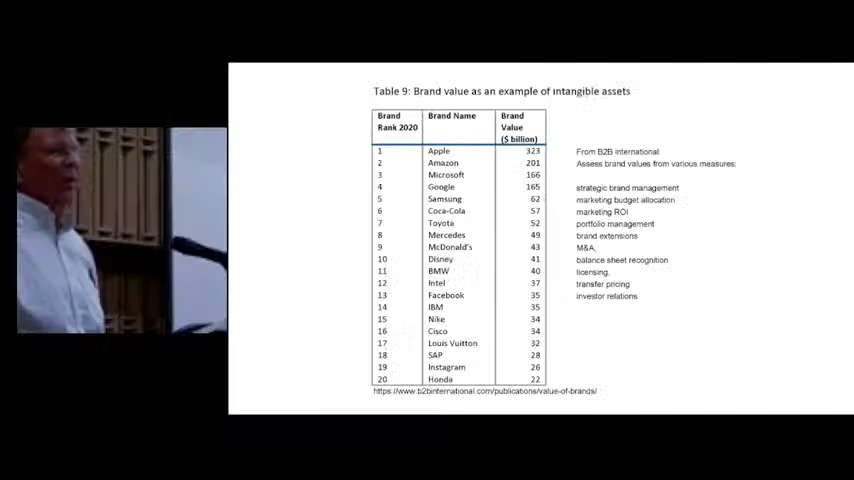 Table 9: Brand value as an example of intangible assets
Brand Rank 2020 Brand Name Brand Value ($ billion)
1 Apple 323
2 Amazon 201
3 Microsoft 166
4 Google 165
5 Samsung 62
6 Coca-Cola 57
7 Toyota 52
8 Mercedes 49
9 McDonald's 43
10 Disney 41
11 BMW 40
12 Intel 37
13 Facebook 35
14 IBM 35
15 Nike 34
16 Cisco 34
17 Louis Vuitton 32
18 SAP 28
19 Instagram 26
20 Honda 22
https://www.b2binternational.com/publications/value-of-brands/
From B2B international
Assess brand values from various measures:
strategic brand management
marketing budget allocation
marketing ROI
portfolio management
brand extensions
M&A,
balance sheet recognition
licensing,
transfer pricing
investor relations